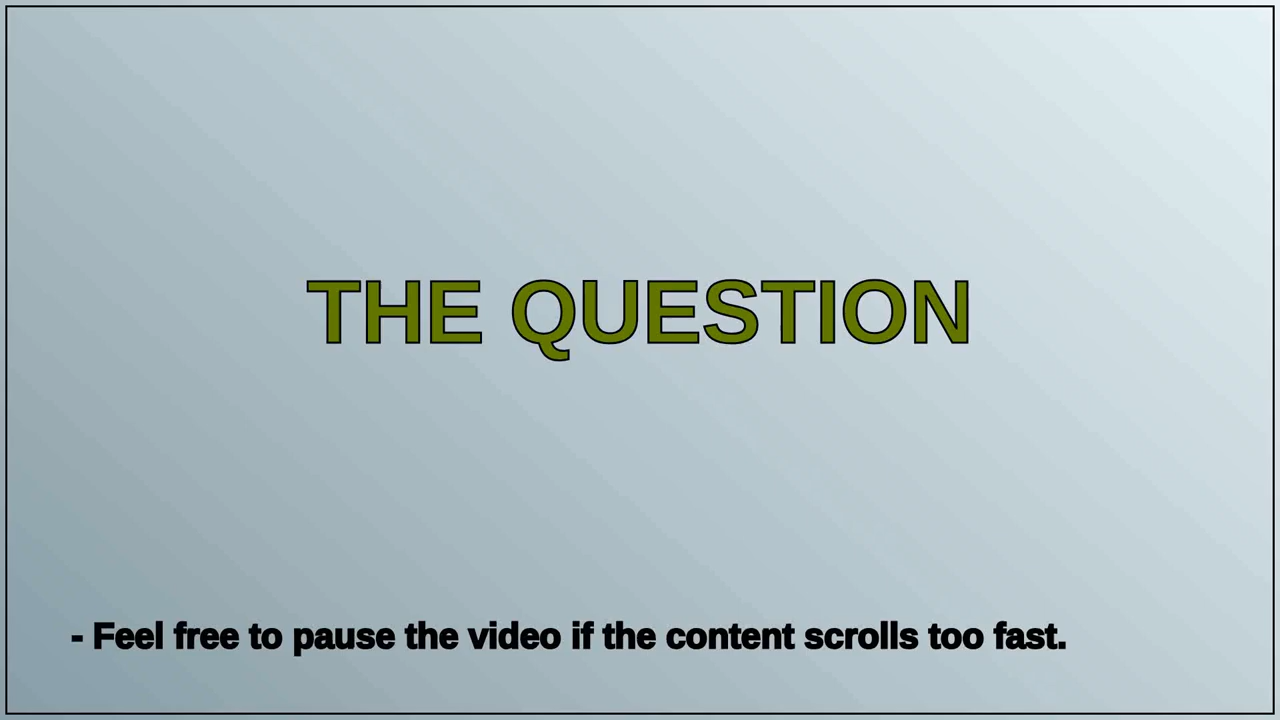 THE QUESTION
- Feel free to pause the video if the content scrolls too fast.